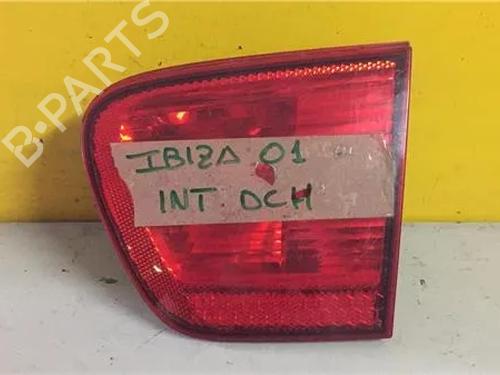 B-PARTS
IBIZA 01
INT. DCH